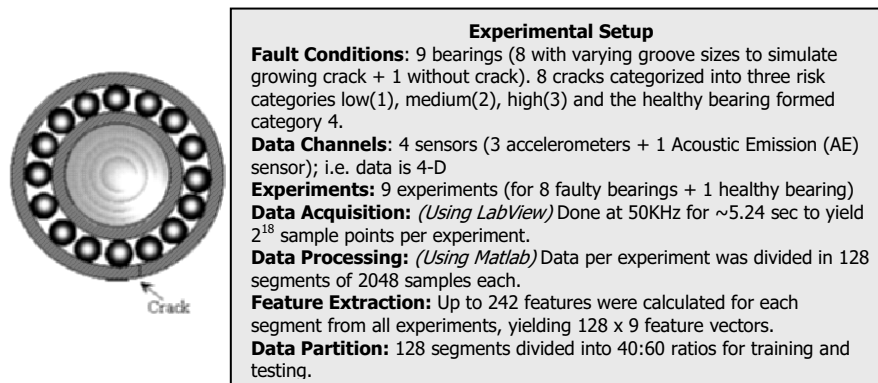 Experimental Setup
Fault Conditions: 9 bearings (8 with varying groove sizes to simulate
growing crack + 1 without crack). 8 cracks categorized into three risk
categories low(1), medium(2), high(3) and the healthy bearing formed
category 4.
Data Channels: 4 sensors (3 accelerometers + 1 Acoustic Emission (AE)
sensor); i.e. data is 4-D
Experiments: 9 experiments (for 8 faulty bearings + 1 healthy bearing)
Data Acquisition: (Using LabView) Done at 50KHz for ~5.24 sec to yield
2^18 sample points per experiment.
Data Processing: (Using Matlab) Data per experiment was divided in 128
segments of 2048 samples each.
Feature Extraction: Up to 242 features were calculated for each
segment from all experiments, yielding 128 x 9 feature vectors.
Data Partition: 128 segments divided into 40:60 ratios for training and
testing.
Crack